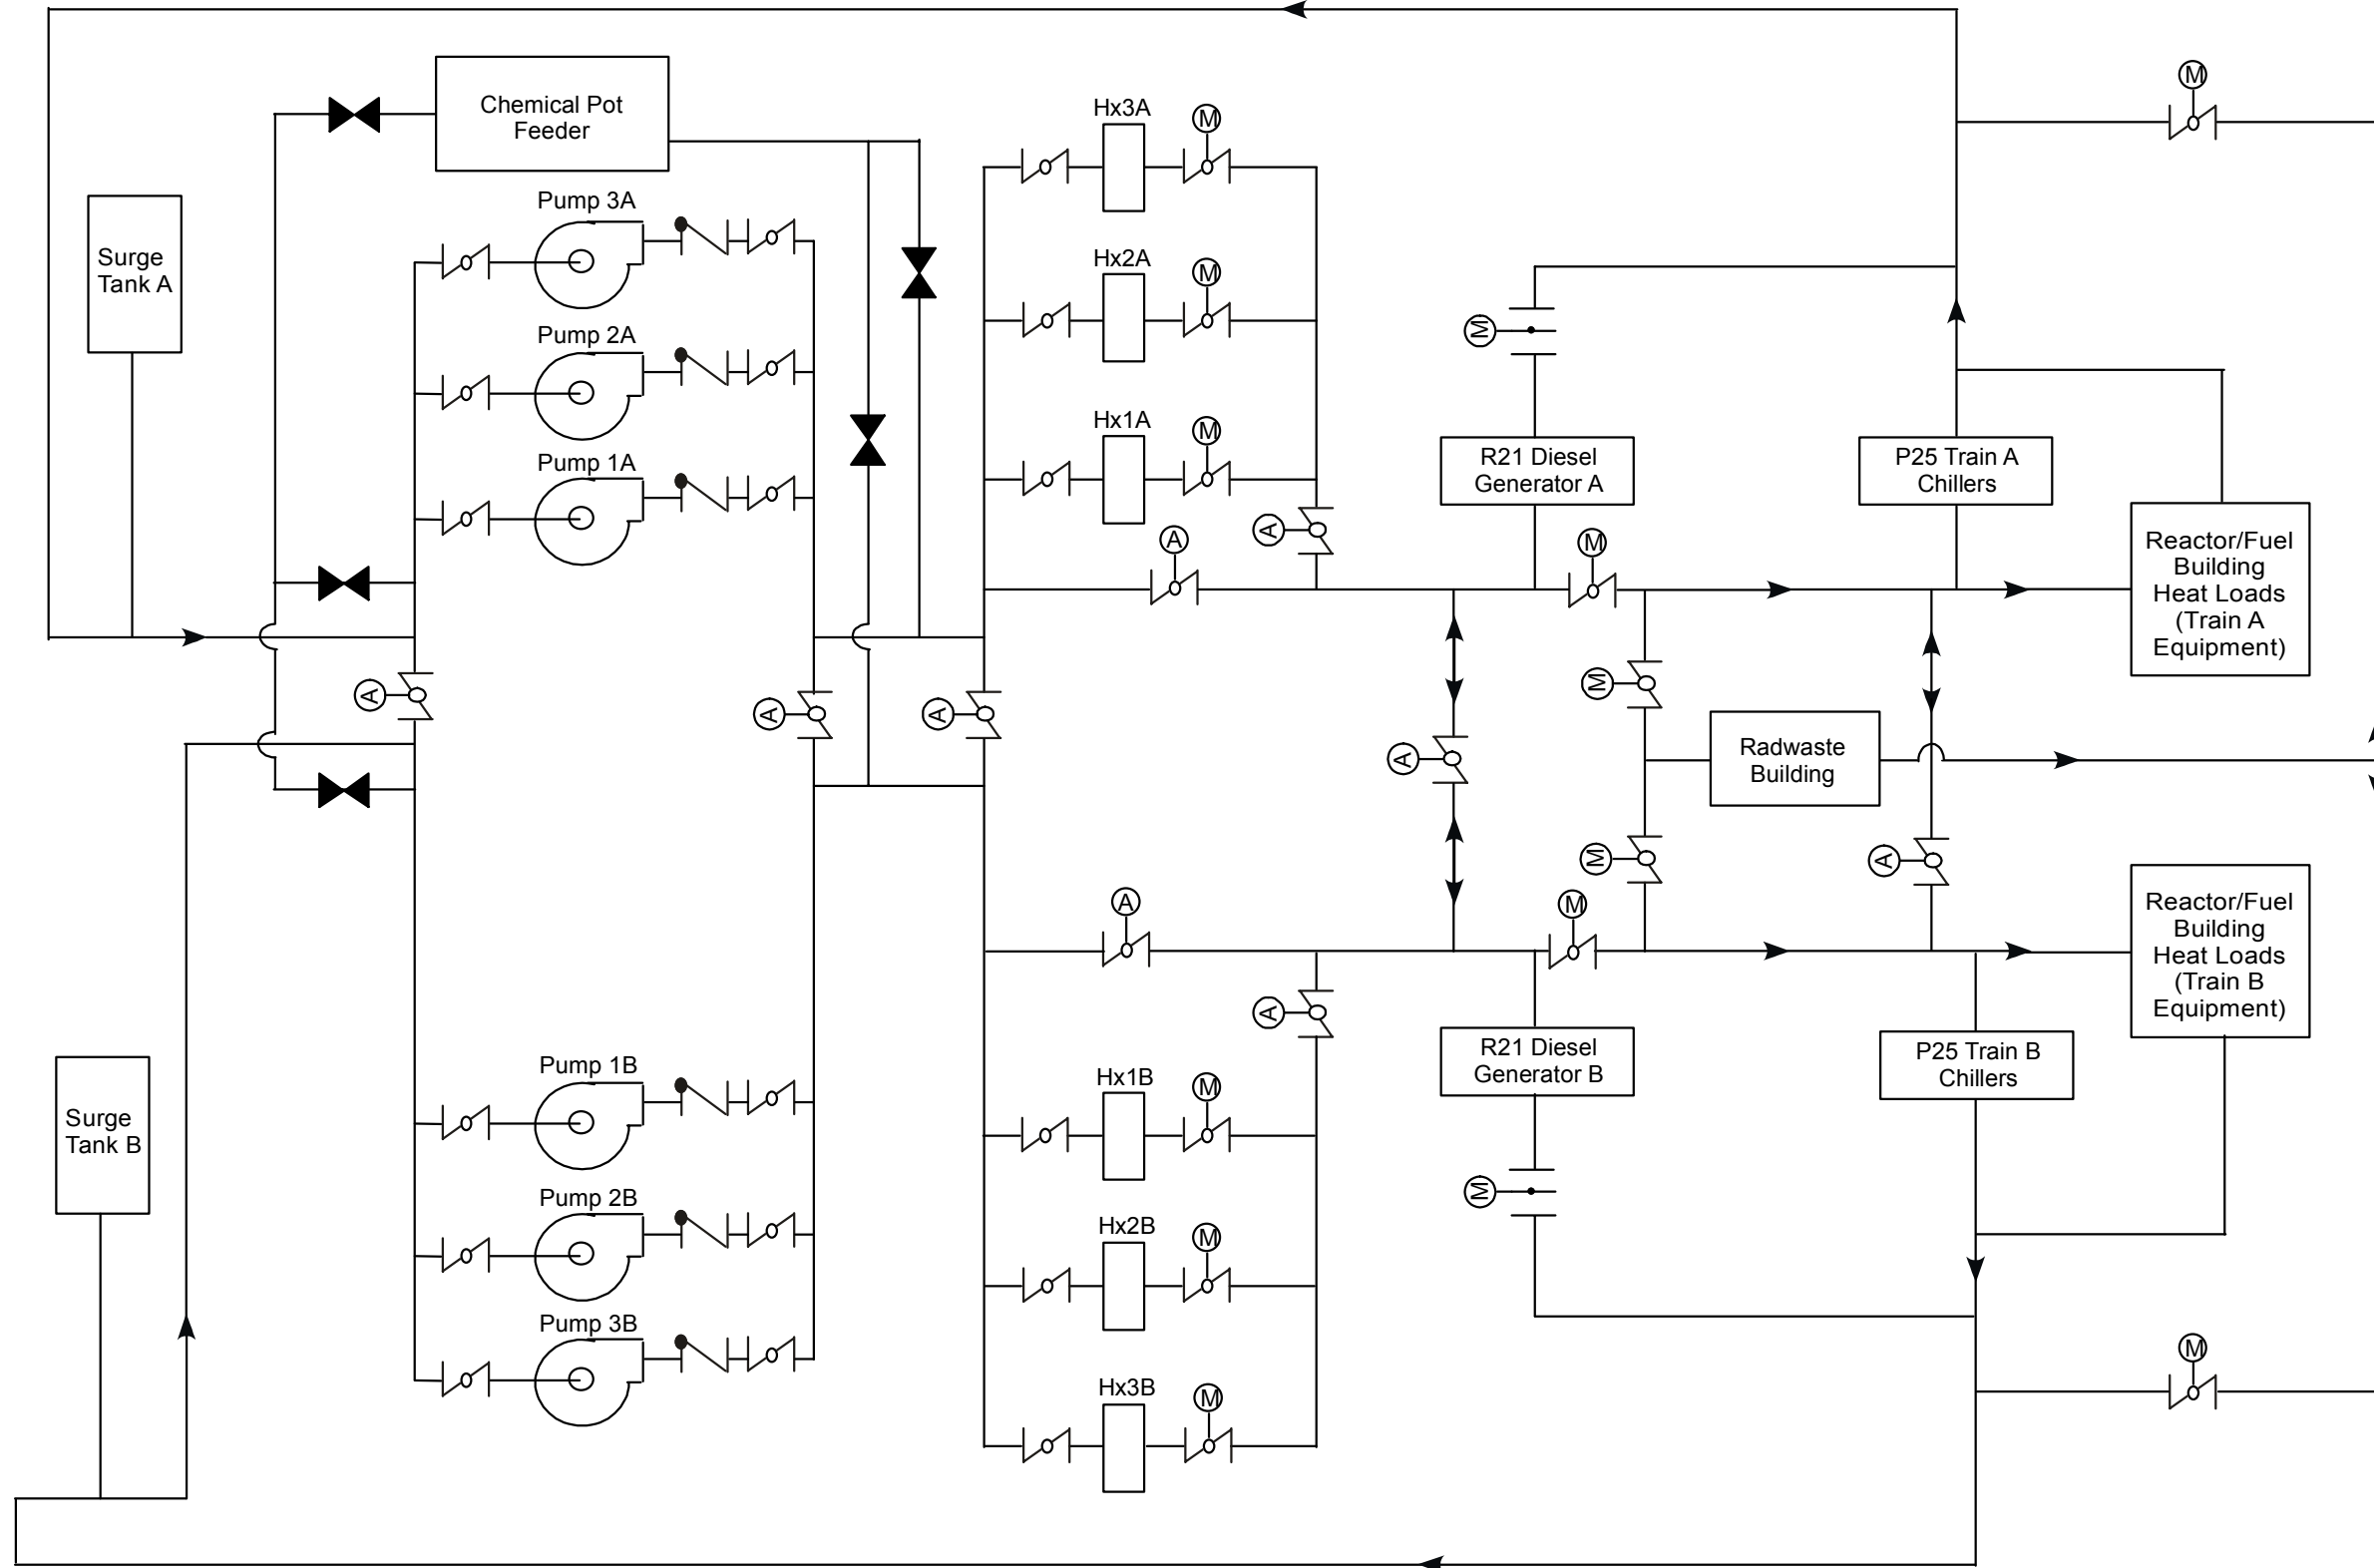 M
Chemical Pot
Feeder
Hx3A
M
Pump 3A
Surge
Tank A
Hx2A
M
Pump 2A
M
Hx1A
M
Pump 1A
R21 Diesel
Generator A
P25 Train A
Chillers
A
A
M
Reactor/Fuel
Building
Heat Loads
(Train A
Equipment)
A
A
A
M
A
Radwaste
Building
M
A
A
M
Reactor/Fuel
Building
Heat Loads
(Train B
Equipment)
A
R21 Diesel
Generator B
P25 Train B
Chillers
Surge
Tank B
Pump 1B
Hx1B
M
Pump 2B
M
Hx2B
M
Pump 3B
Hx3B
M
M